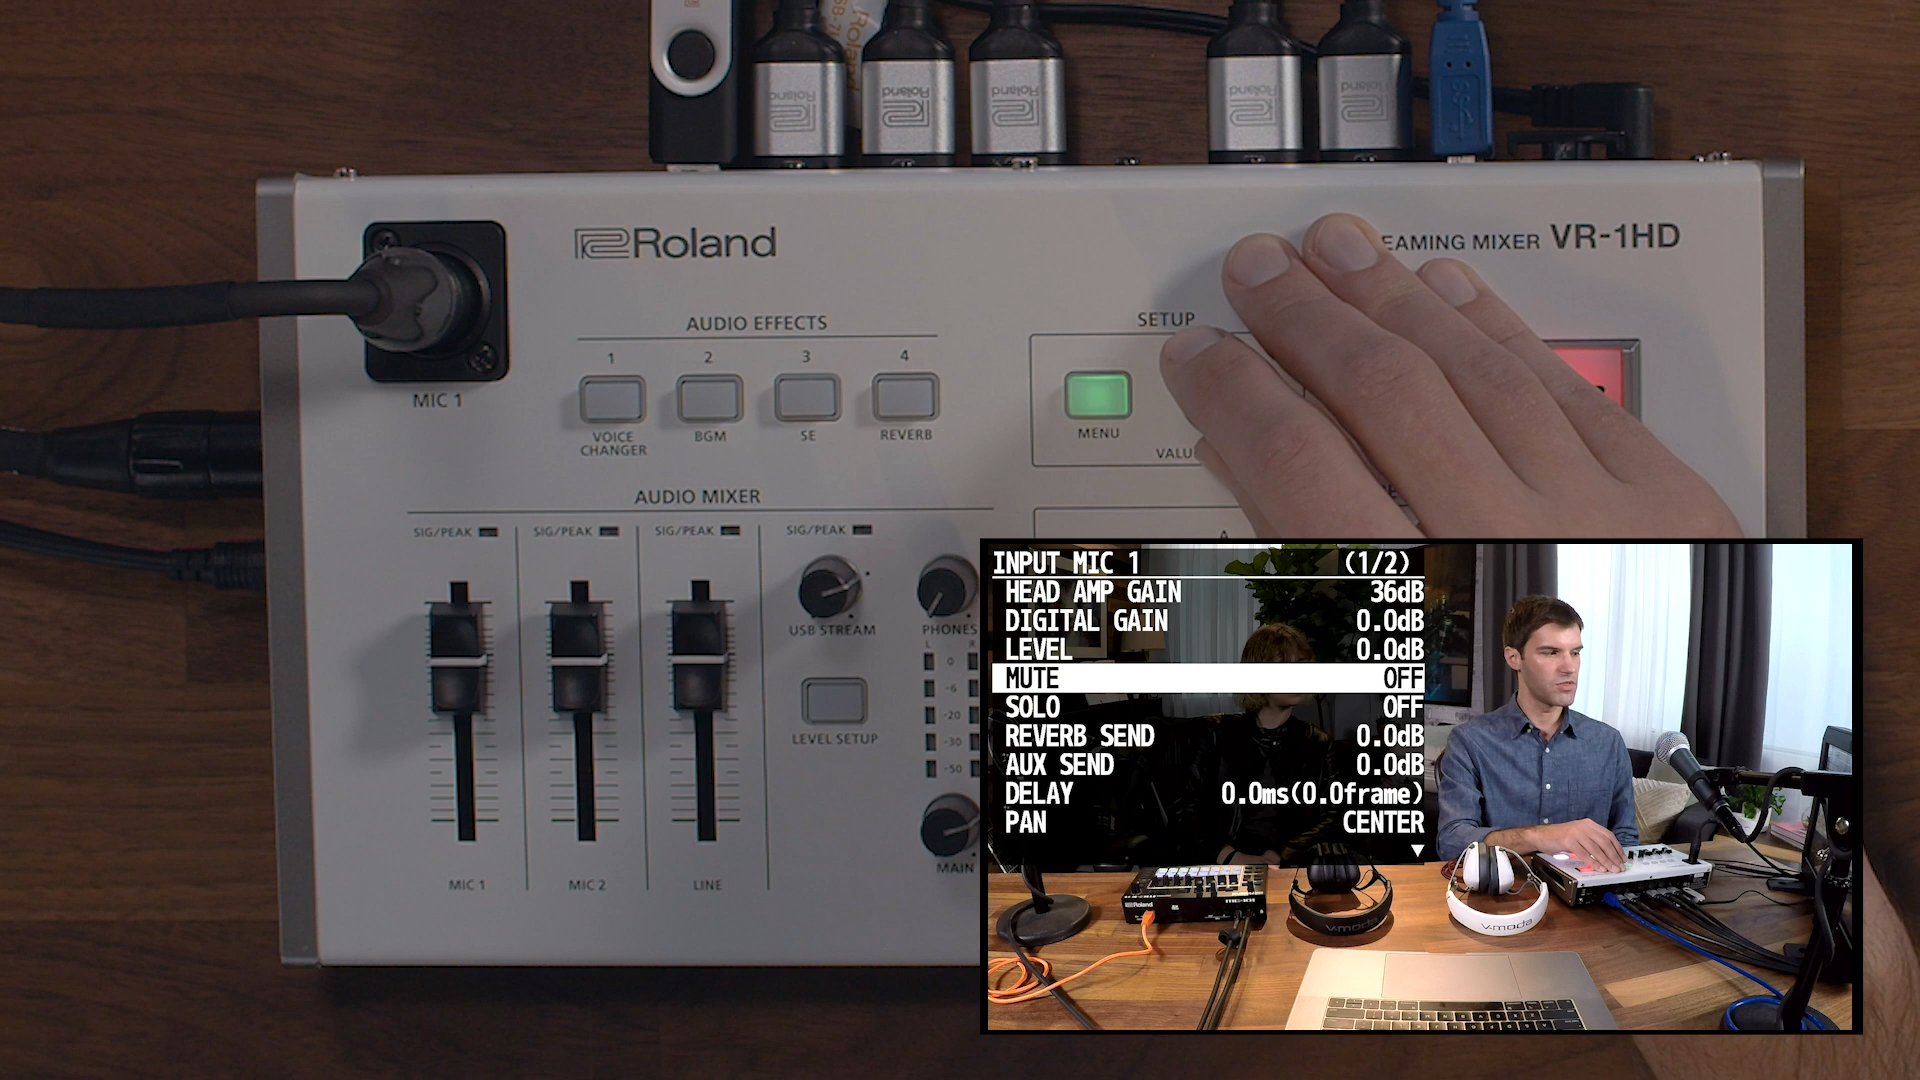 Roland
Roland
Roland
Roland
Roland
Roland
EAMING MIXER VR-1HD
AUDIO EFFECTS
1 2 3 4
VOICE CHANGER
BGM
SE
REVERB
SETUP
MENU
VALU
MIC 1
AUDIO MIXER
SIG/PEAK SIG/PEAK SIG/PEAK SIG/PEAK
USB STREAM
PHONES
L R
0
-6
-20
-30
-50
LEVEL SETUP
MAIN
MIC 1
MIC 2
LINE
A
INPUT MIC 1 (1/2)
HEAD AMP GAIN 36dB
DIGITAL GAIN 0.0dB
LEVEL 0.0dB
MUTE OFF
SOLO OFF
REVERB SEND 0.0dB
AUX SEND 0.0dB
DELAY 0.0ms(0.0frame)
PAN CENTER
Roland
MC-101
v-moda
v-moda